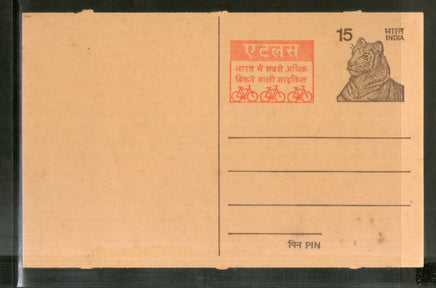 एटलस
भारत में सबसे अधिक
बिकने वाली साइकिल
15 भारत
INDIA
पिन PIN